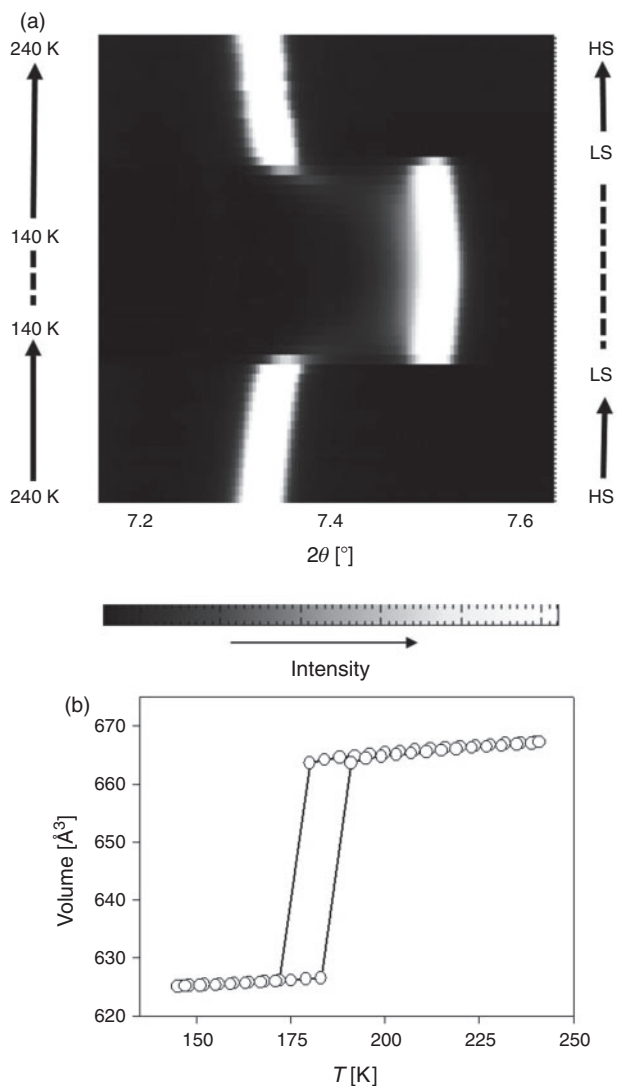 (a)
240 K
140 K
140 K
240 K
HS
LS
LS
HS
7.2 7.4 7.6
2θ [°]
Intensity
(b)
670
660
650
640
630
620
Volume [Å³]
150 175 200 225 250
T [K]